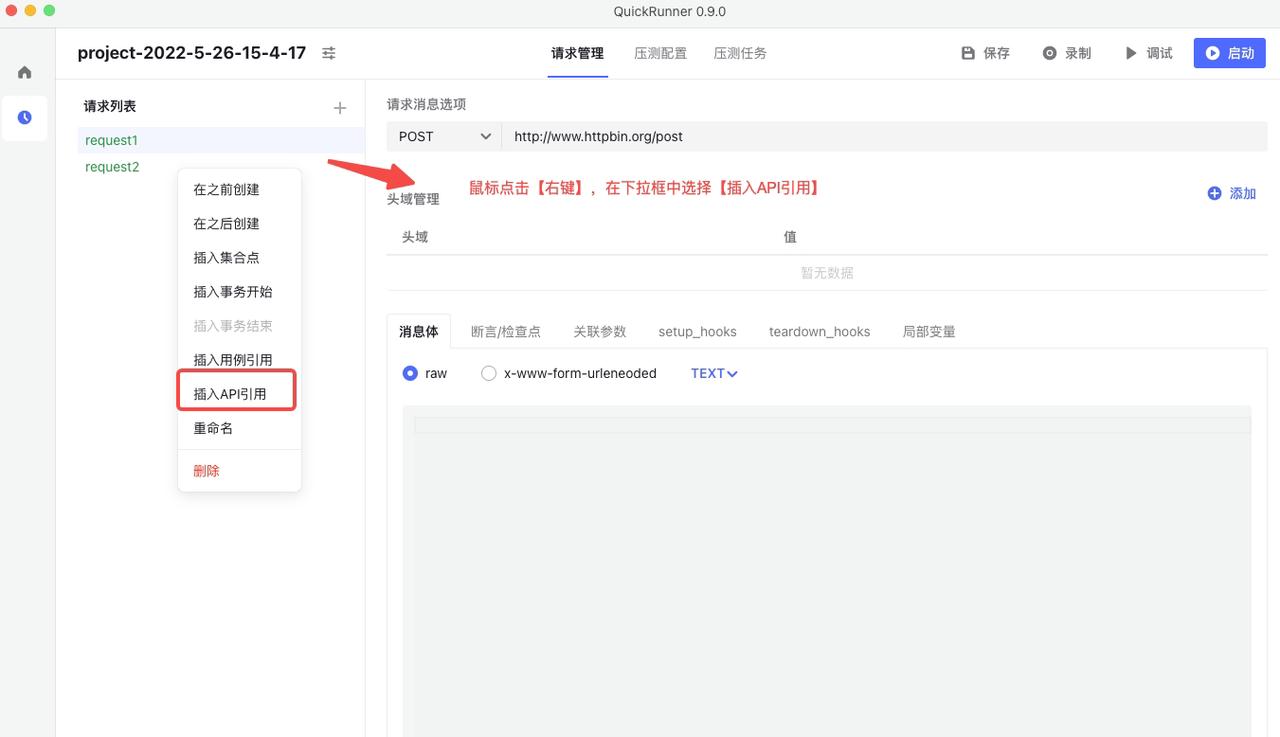 QuickRunner 0.9.0
project-2022-5-26-15-4-17
请求管理
压测配置
压测任务
保存
录制
调试
启动
请求列表
request1
request2
在之前创建
在之后创建
插入集合点
插入事务开始
插入事务结束
插入用例引用
插入API引用
重命名
删除
请求消息选项
POST
http://www.httpbin.org/post
鼠标点击【右键】，在下拉框中选择【插入API引用】
头域管理
添加
头域
值
暂无数据
消息体
断言/检查点
关联参数
setup_hooks
teardown_hooks
局部变量
raw
x-www-form-urleneoded
TEXT